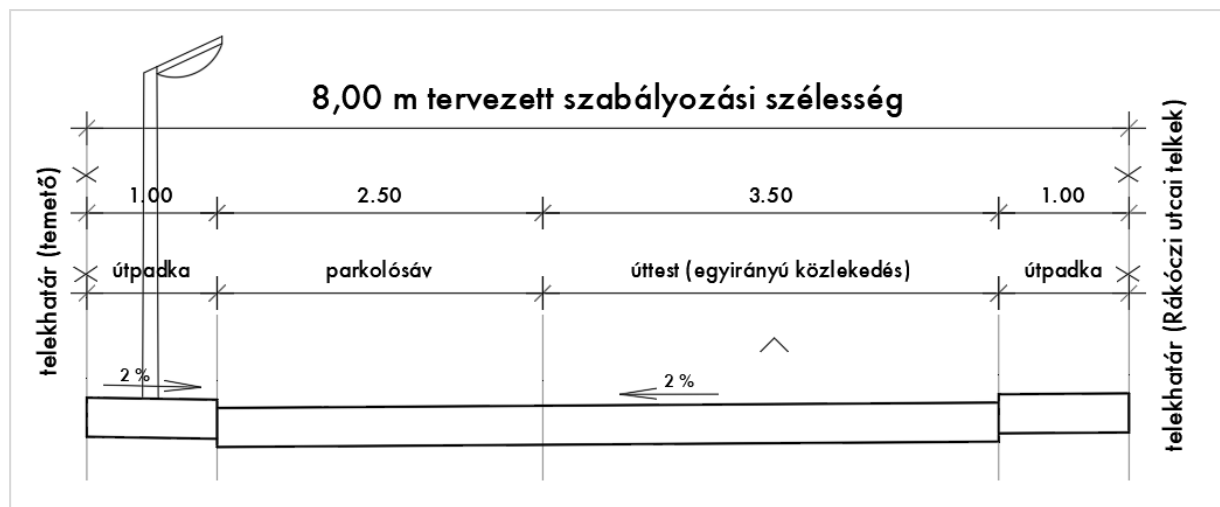 8,00 m tervezett szabályozási szélesség
telekhatár (temető)
1.00
2.50
3.50
1.00
útpadka
parkolósáv
úttest (egyirányú közlekedés)
útpadka
2 %
2 %
telekhatár (Rákóczi utcai telkek)